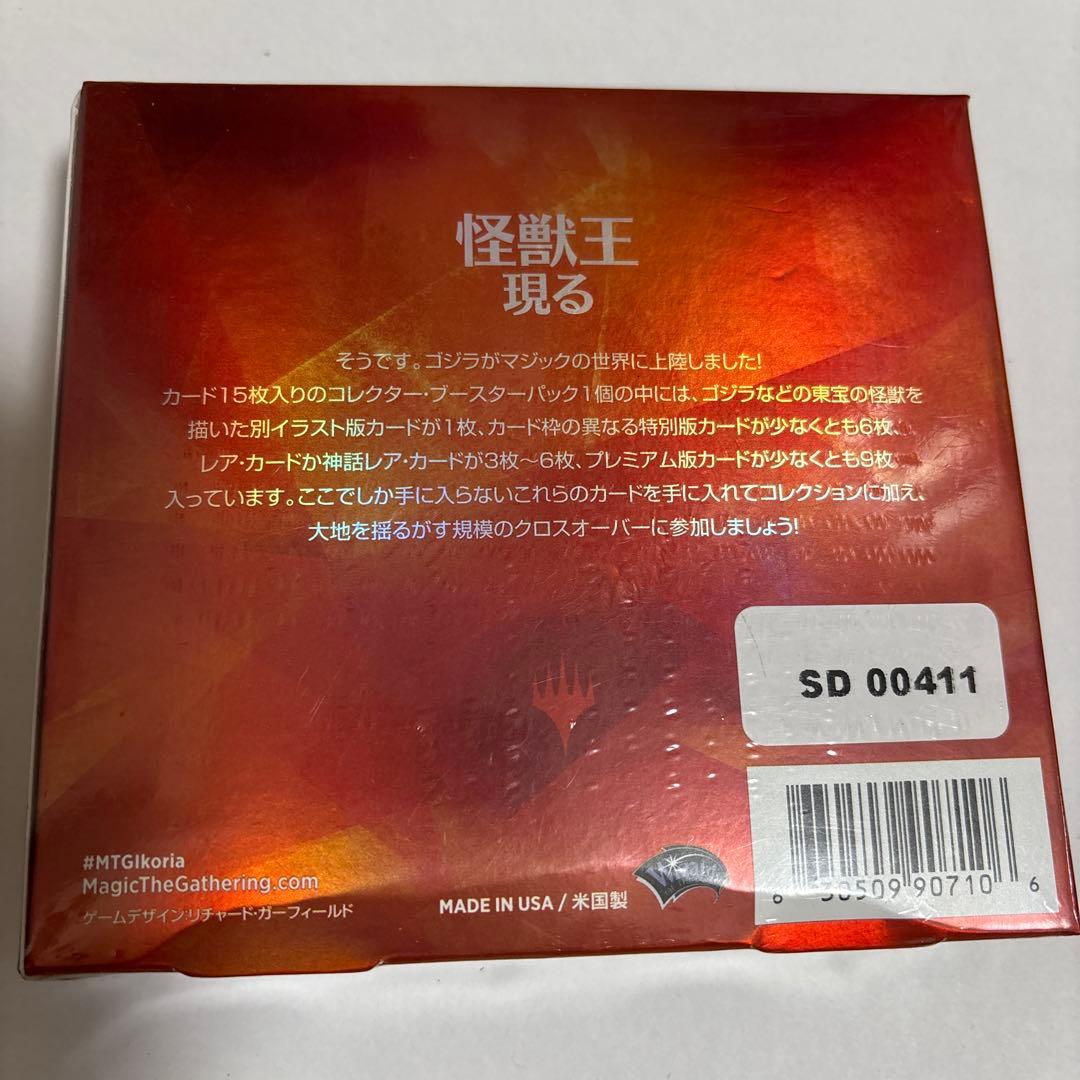 怪獣王
現る
そうです。ゴジラがマジックの世界に上陸しました!
カード15枚入りのコレクター・ブースターパック1個の中には、ゴジラなどの東宝の怪獣を
描いた別イラスト版カードが1枚、カード枠の異なる特別版カードが少なくとも6枚、
レア・カードか神話レア・カードが3枚～6枚、プレミアム版カードが少なくとも9枚
入っています。ここでしか手に入らないこれらのカードを手に入れてコレクションに加え、
大地を揺るがす規模のクロスオーバーに参加しましょう!
SD 00411
#MTGIkoria
MagicTheGathering.com
ゲームデザイン:リチャード・ガーフィールド
MADE IN USA / 米国製
Wizards
6 30509 90710 6